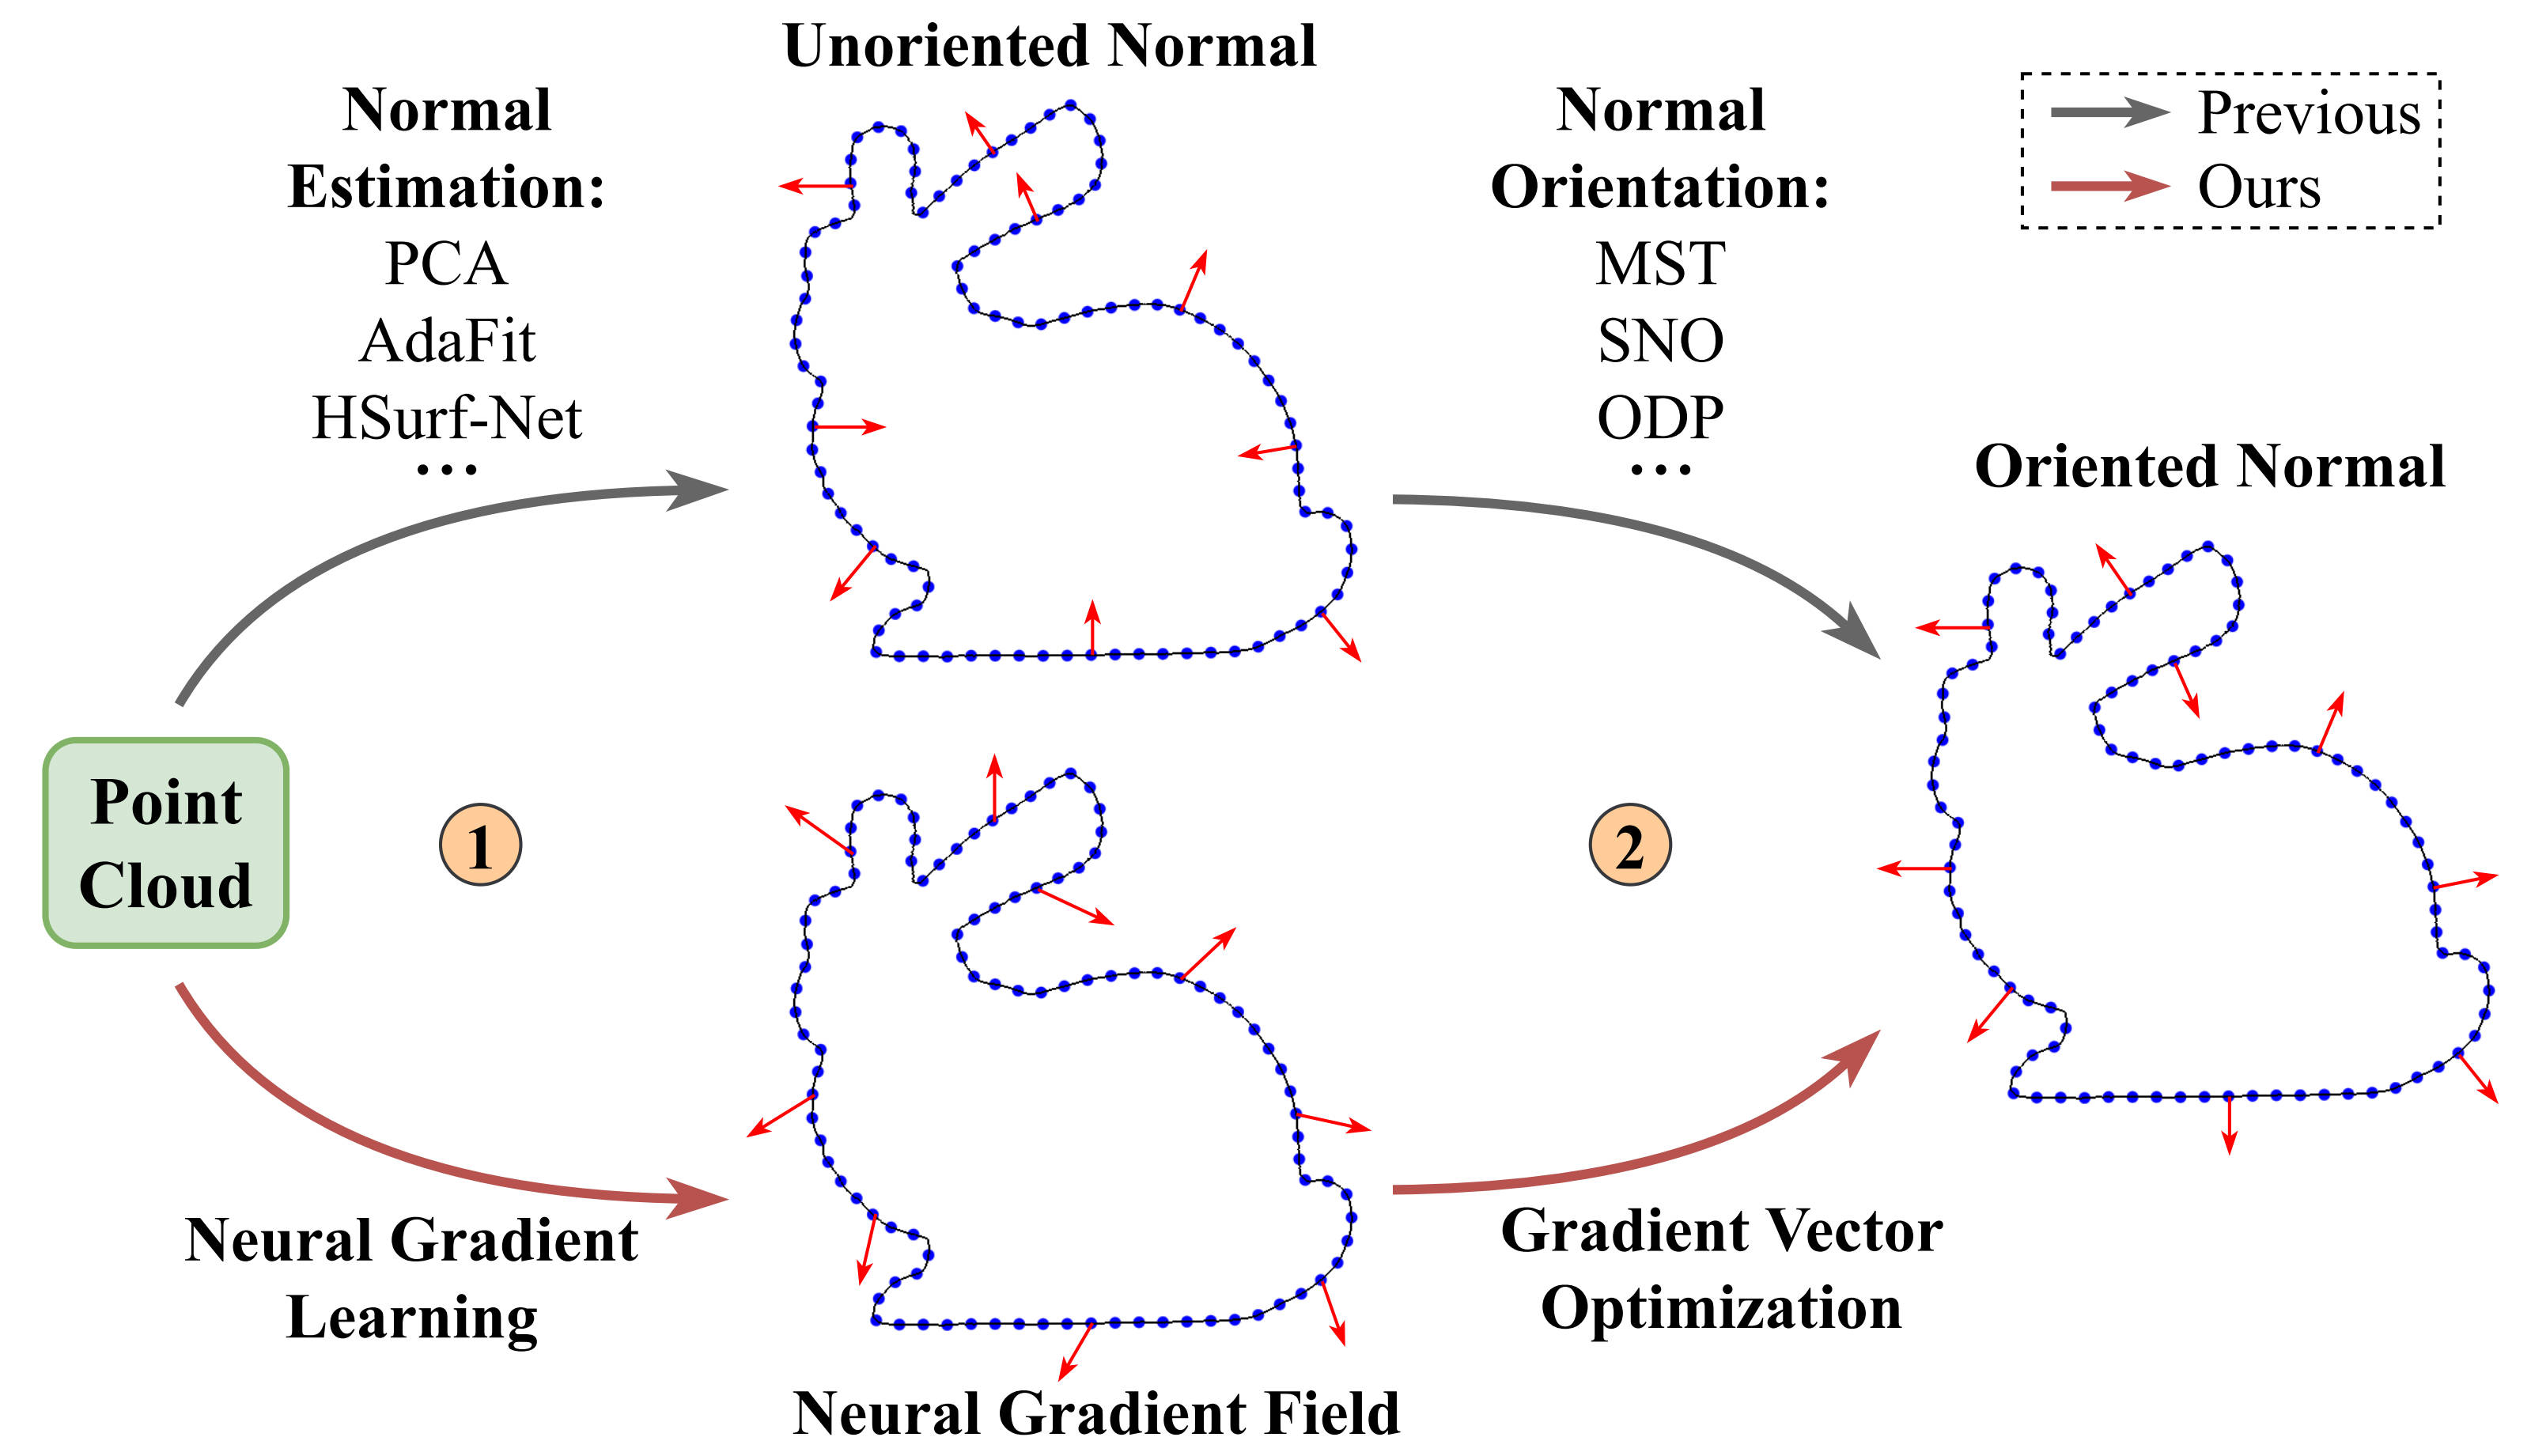 Unoriented Normal
Normal
Estimation:
PCA
AdaFit
HSurf-Net
...
Normal
Orientation:
MST
SNO
ODP
...
Previous
Ours
Oriented Normal
Point
Cloud
1
2
Neural Gradient
Learning
Gradient Vector
Optimization
Neural Gradient Field